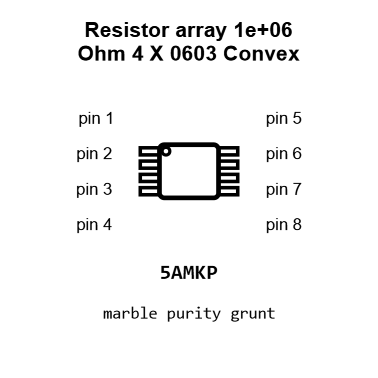 Resistor array 1e+06
Ohm 4 X 0603 Convex
pin 1 pin 5
pin 2 pin 6
pin 3 pin 7
pin 4 pin 8
5AMKP
marble purity grunt